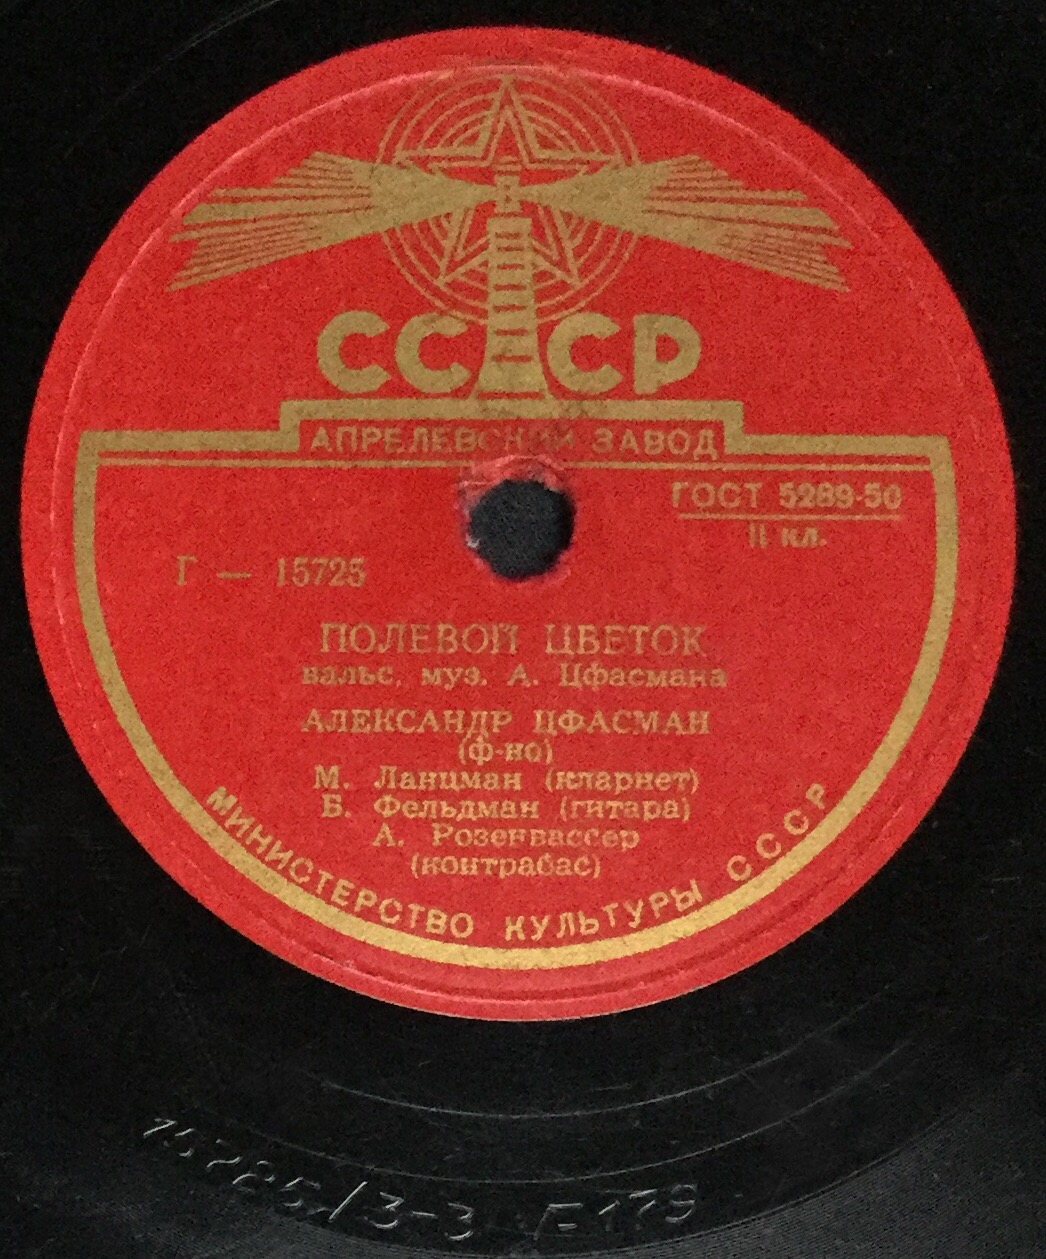 СССР
АПРЕЛЕВСКИЙ ЗАВОД
ГОСТ 5289-50
II кл.
Г — 15725
ПОЛЕВОЙ ЦВЕТОК
вальс, муз. А. Цфасмана
АЛЕКСАНДР ЦФАСМАН
(ф-но)
М. Ланцман (кларнет)
Б. Фельдман (гитара)
А. Розенвассер
(контрабас)
МИНИСТЕРСТВО КУЛЬТУРЫ СССР